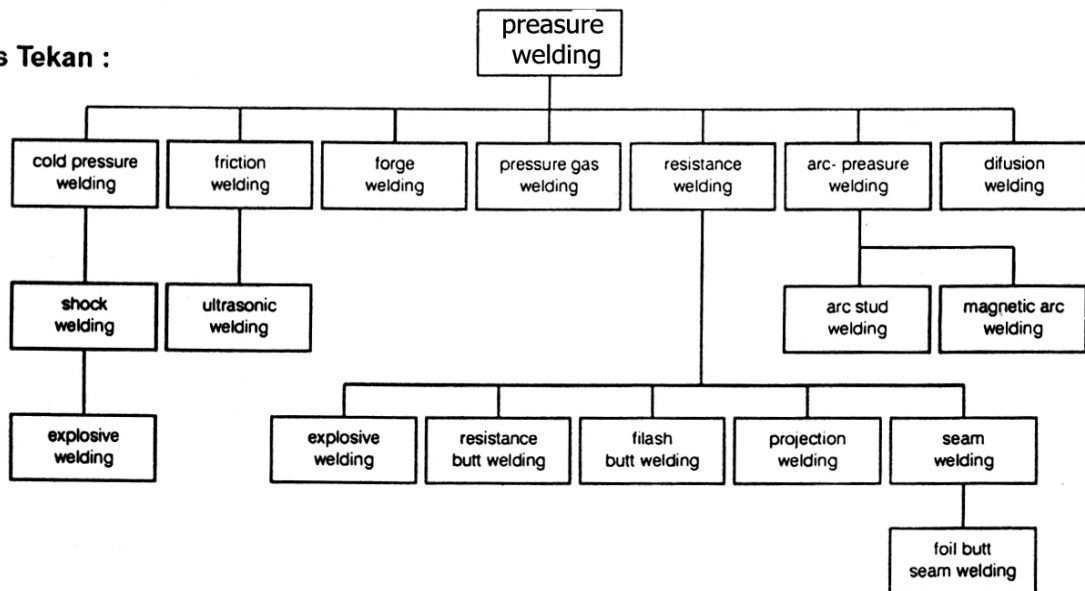 preasure
welding
s Tekan :
cold pressure
welding
friction
welding
forge
welding
pressure gas
welding
resistance
welding
arc- preasure
welding
difusion
welding
shock
welding
ultrasonic
welding
arc stud
welding
magnetic arc
welding
explosive
welding
explosive
welding
resistance
butt welding
filash
butt welding
projection
welding
seam
welding
foil butt
seam welding